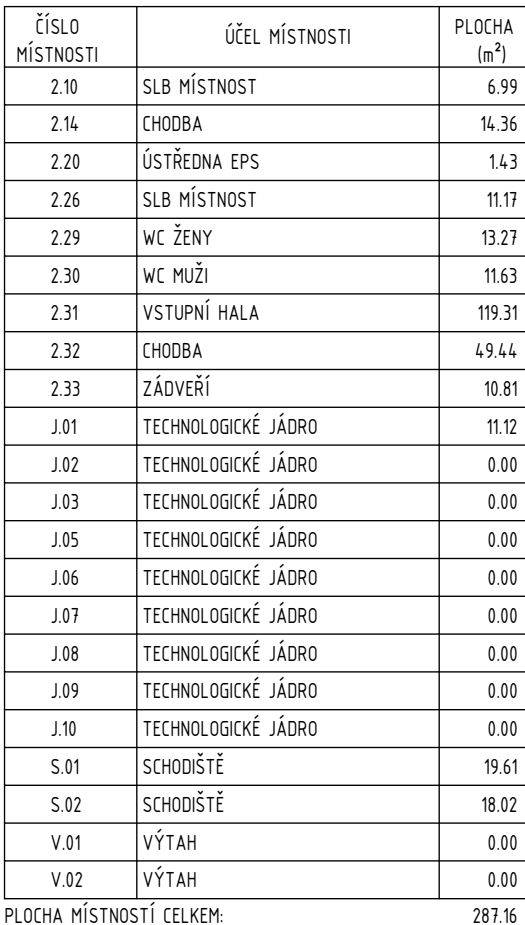 ČÍSLO MÍSTNOSTI ÚČEL MÍSTNOSTI PLOCHA (m²)
2.10 SLB MÍSTNOST 6.99
2.14 CHODBA 14.36
2.20 ÚSTŘEDNA EPS 1.43
2.26 SLB MÍSTNOST 11.17
2.29 WC ŽENY 13.27
2.30 WC MUŽI 11.63
2.31 VSTUPNÍ HALA 119.31
2.32 CHODBA 49.44
2.33 ZÁDVEŘÍ 10.81
J.01 TECHNOLOGICKÉ JÁDRO 11.12
J.02 TECHNOLOGICKÉ JÁDRO 0.00
J.03 TECHNOLOGICKÉ JÁDRO 0.00
J.05 TECHNOLOGICKÉ JÁDRO 0.00
J.06 TECHNOLOGICKÉ JÁDRO 0.00
J.07 TECHNOLOGICKÉ JÁDRO 0.00
J.08 TECHNOLOGICKÉ JÁDRO 0.00
J.09 TECHNOLOGICKÉ JÁDRO 0.00
J.10 TECHNOLOGICKÉ JÁDRO 0.00
S.01 SCHODIŠTĚ 19.61
S.02 SCHODIŠTĚ 18.02
V.01 VÝTAH 0.00
V.02 VÝTAH 0.00
PLOCHA MÍSTNOSTÍ CELKEM: 287.16